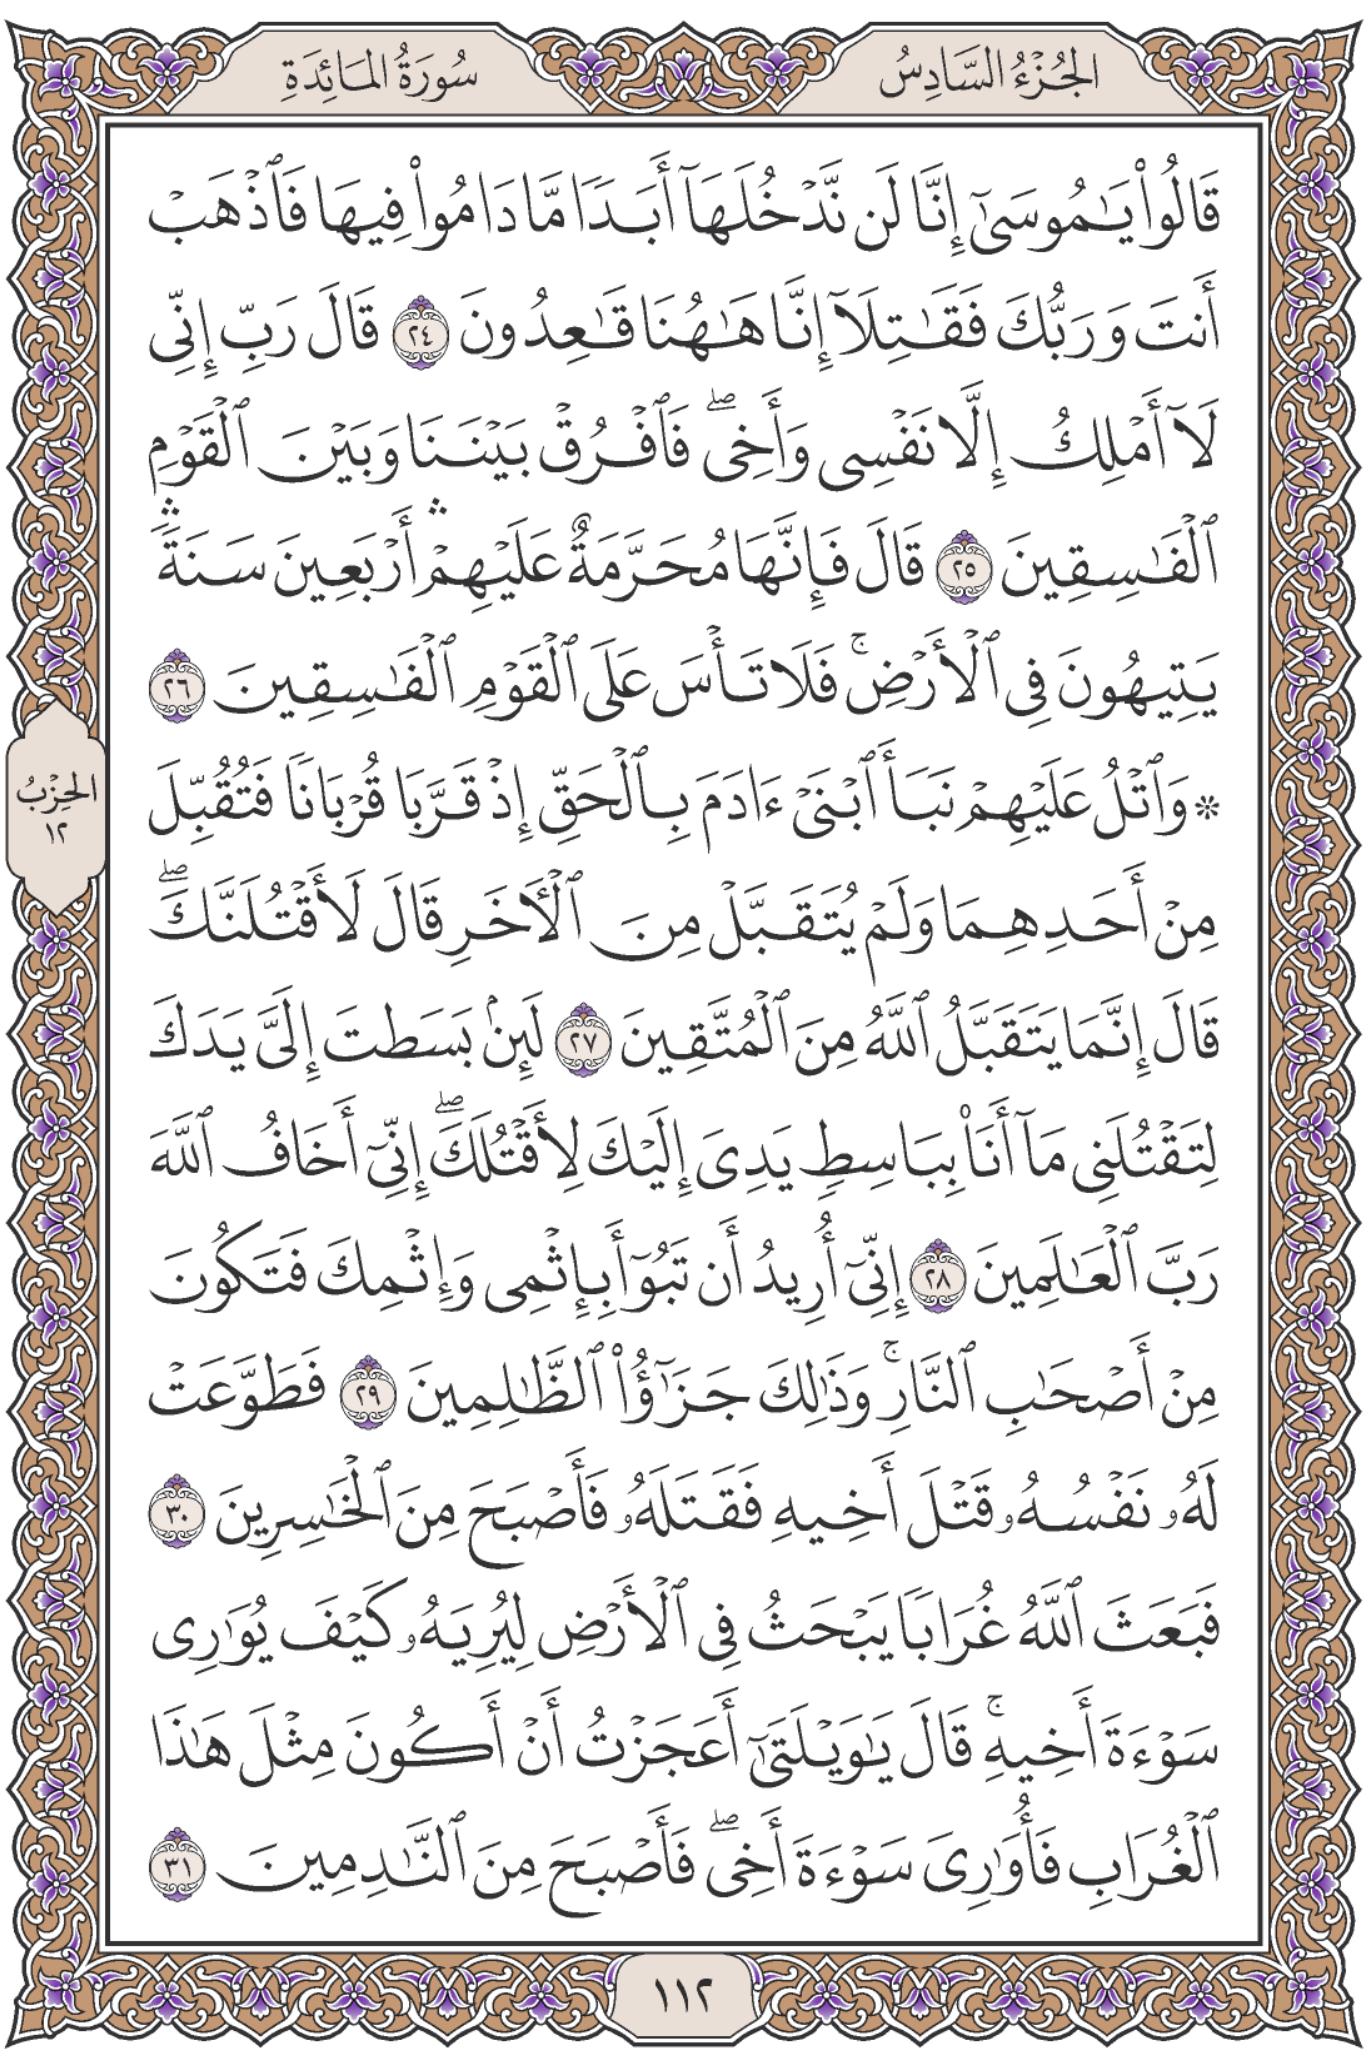 الجُزْءُ السَّادِسُ
سُورَةُ المَائِدَةِ
قَالُوا۟ يَـٰمُوسَىٰٓ إِنَّا لَن نَّدْخُلَهَآ أَبَدًا مَّا دَامُوا۟ فِيهَا فَٱذْهَبْ
أَنتَ وَرَبُّكَ فَقَـٰتِلَآ إِنَّا هَـٰهُنَا قَـٰعِدُونَ ٢٤ قَالَ رَبِّ إِنِّى
لَآ أَمْلِكُ إِلَّا نَفْسِى وَأَخِى ۖ فَٱفْرُقْ بَيْنَنَا وَبَيْنَ ٱلْقَوْمِ
ٱلْفَـٰسِقِينَ ٢٥ قَالَ فَإِنَّهَا مُحَرَّمَةٌ عَلَيْهِمْ ۛ أَرْبَعِينَ سَنَةً ۛ
يَتِيهُونَ فِى ٱلْأَرْضِ ۚ فَلَا تَأْسَ عَلَى ٱلْقَوْمِ ٱلْفَـٰسِقِينَ ٢٦
۞ وَٱتْلُ عَلَيْهِمْ نَبَأَ ٱبْنَىْ ءَادَمَ بِٱلْحَقِّ إِذْ قَرَّبَا قُرْبَانًا فَتُقُبِّلَ
مِنْ أَحَدِهِمَا وَلَمْ يُتَقَبَّلْ مِنَ ٱلْـَٔاخَرِ قَالَ لَأَقْتُلَنَّكَ ۖ
قَالَ إِنَّمَا يَتَقَبَّلُ ٱللَّهُ مِنَ ٱلْمُتَّقِينَ ٢٧ لَئِنۢ بَسَطتَ إِلَىَّ يَدَكَ
لِتَقْتُلَنِى مَآ أَنَا۠ بِبَاسِطٍ يَدِىَ إِلَيْكَ لِأَقْتُلَكَ ۖ إِنِّىٓ أَخَافُ ٱللَّهَ
رَبَّ ٱلْعَـٰلَمِينَ ٢٨ إِنِّىٓ أُرِيدُ أَن تَبُوٓأَ بِإِثْمِى وَإِثْمِكَ فَتَكُونَ
مِنْ أَصْحَـٰبِ ٱلنَّارِ ۚ وَذَٰلِكَ جَزَٰٓؤُا۟ ٱلظَّـٰلِمِينَ ٢٩ فَطَوَّعَتْ
لَهُۥ نَفْسُهُۥ قَتْلَ أَخِيهِ فَقَتَلَهُۥ فَأَصْبَحَ مِنَ ٱلْخَـٰسِرِينَ ٣٠
فَبَعَثَ ٱللَّهُ غُرَابًا يَبْحَثُ فِى ٱلْأَرْضِ لِيُرِيَهُۥ كَيْفَ يُوَٰرِى
سَوْءَةَ أَخِيهِ ۚ قَالَ يَـٰوَيْلَتَىٰٓ أَعَجَزْتُ أَنْ أَكُونَ مِثْلَ هَـٰذَا
ٱلْغُرَابِ فَأُوَٰرِىَ سَوْءَةَ أَخِى ۖ فَأَصْبَحَ مِنَ ٱلنَّـٰدِمِينَ ٣١
الحِزْبُ
١٢
١١٢